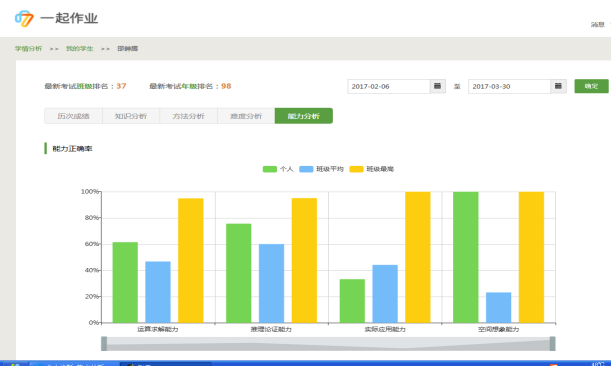 一起作业
消息
学情分析 >> 我的学生 >>
最新考试班级排名：37 最新考试年级排名：98
2017-02-06 至 2017-03-30 确定
历次成绩 知识分析 方法分析 难度分析 能力分析
能力正确率
个人 班级平均 班级最高
100%
80%
60%
40%
20%
0%
运算求解能力 推理论证能力 实际应用能力 空间想象能力